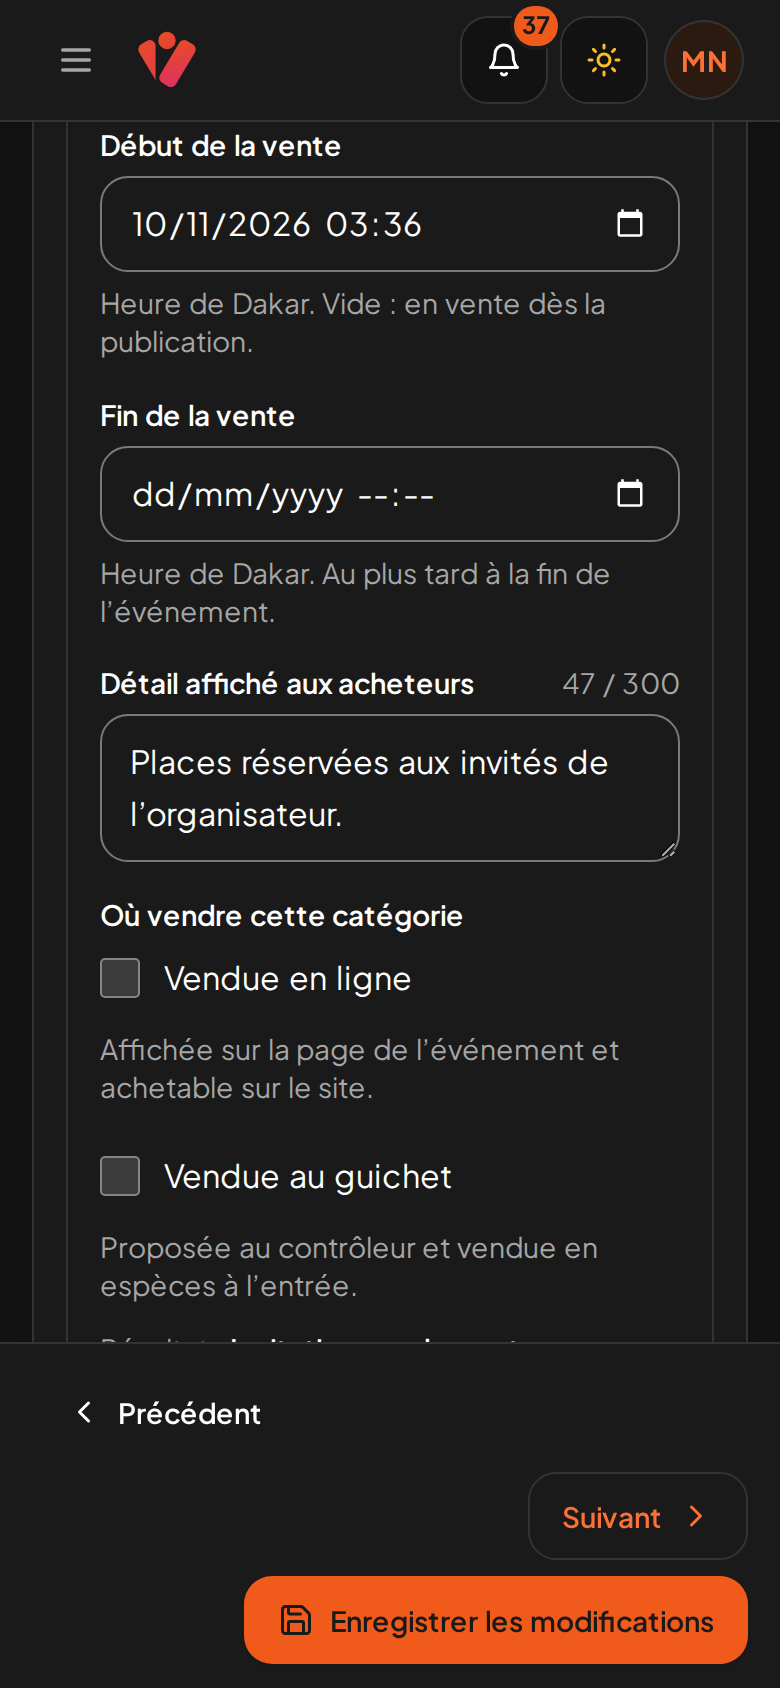 37
MN
Début de la vente
10/11/2026 03:36
Heure de Dakar. Vide : en vente dès la
publication.
Fin de la vente
dd/mm/yyyy --:--
Heure de Dakar. Au plus tard à la fin de
l’événement.
Détail affiché aux acheteurs 47 / 300
Places réservées aux invités de
l’organisateur.
Où vendre cette catégorie
Vendue en ligne
Affichée sur la page de l’événement et
achetable sur le site.
Vendue au guichet
Proposée au contrôleur et vendue en
espèces à l’entrée.
Précédent
Suivant
Enregistrer les modifications